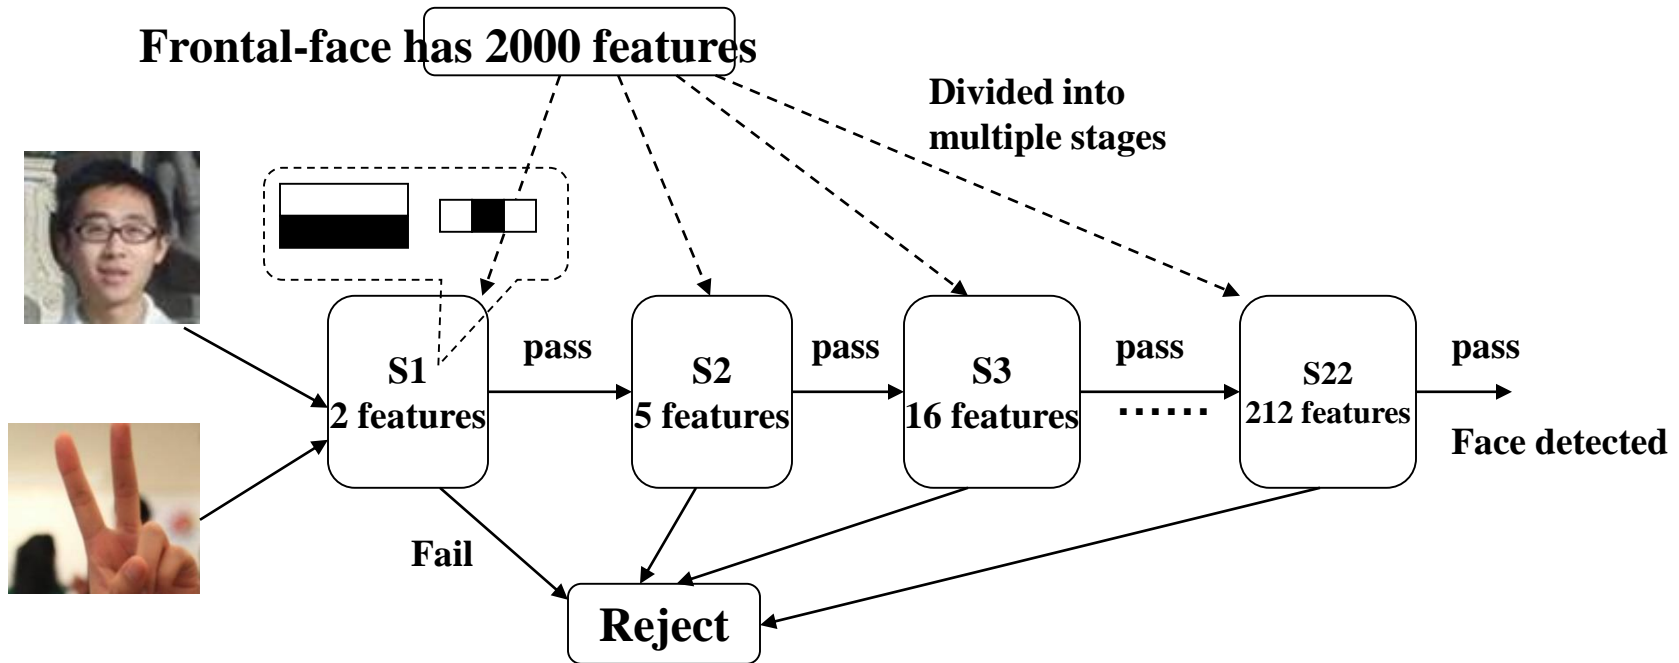 Frontal-face has 2000 features
Divided into
multiple stages
S1
2 features
pass
S2
5 features
pass
S3
16 features
pass
......
S22
212 features
pass
Face detected
Fail
Reject